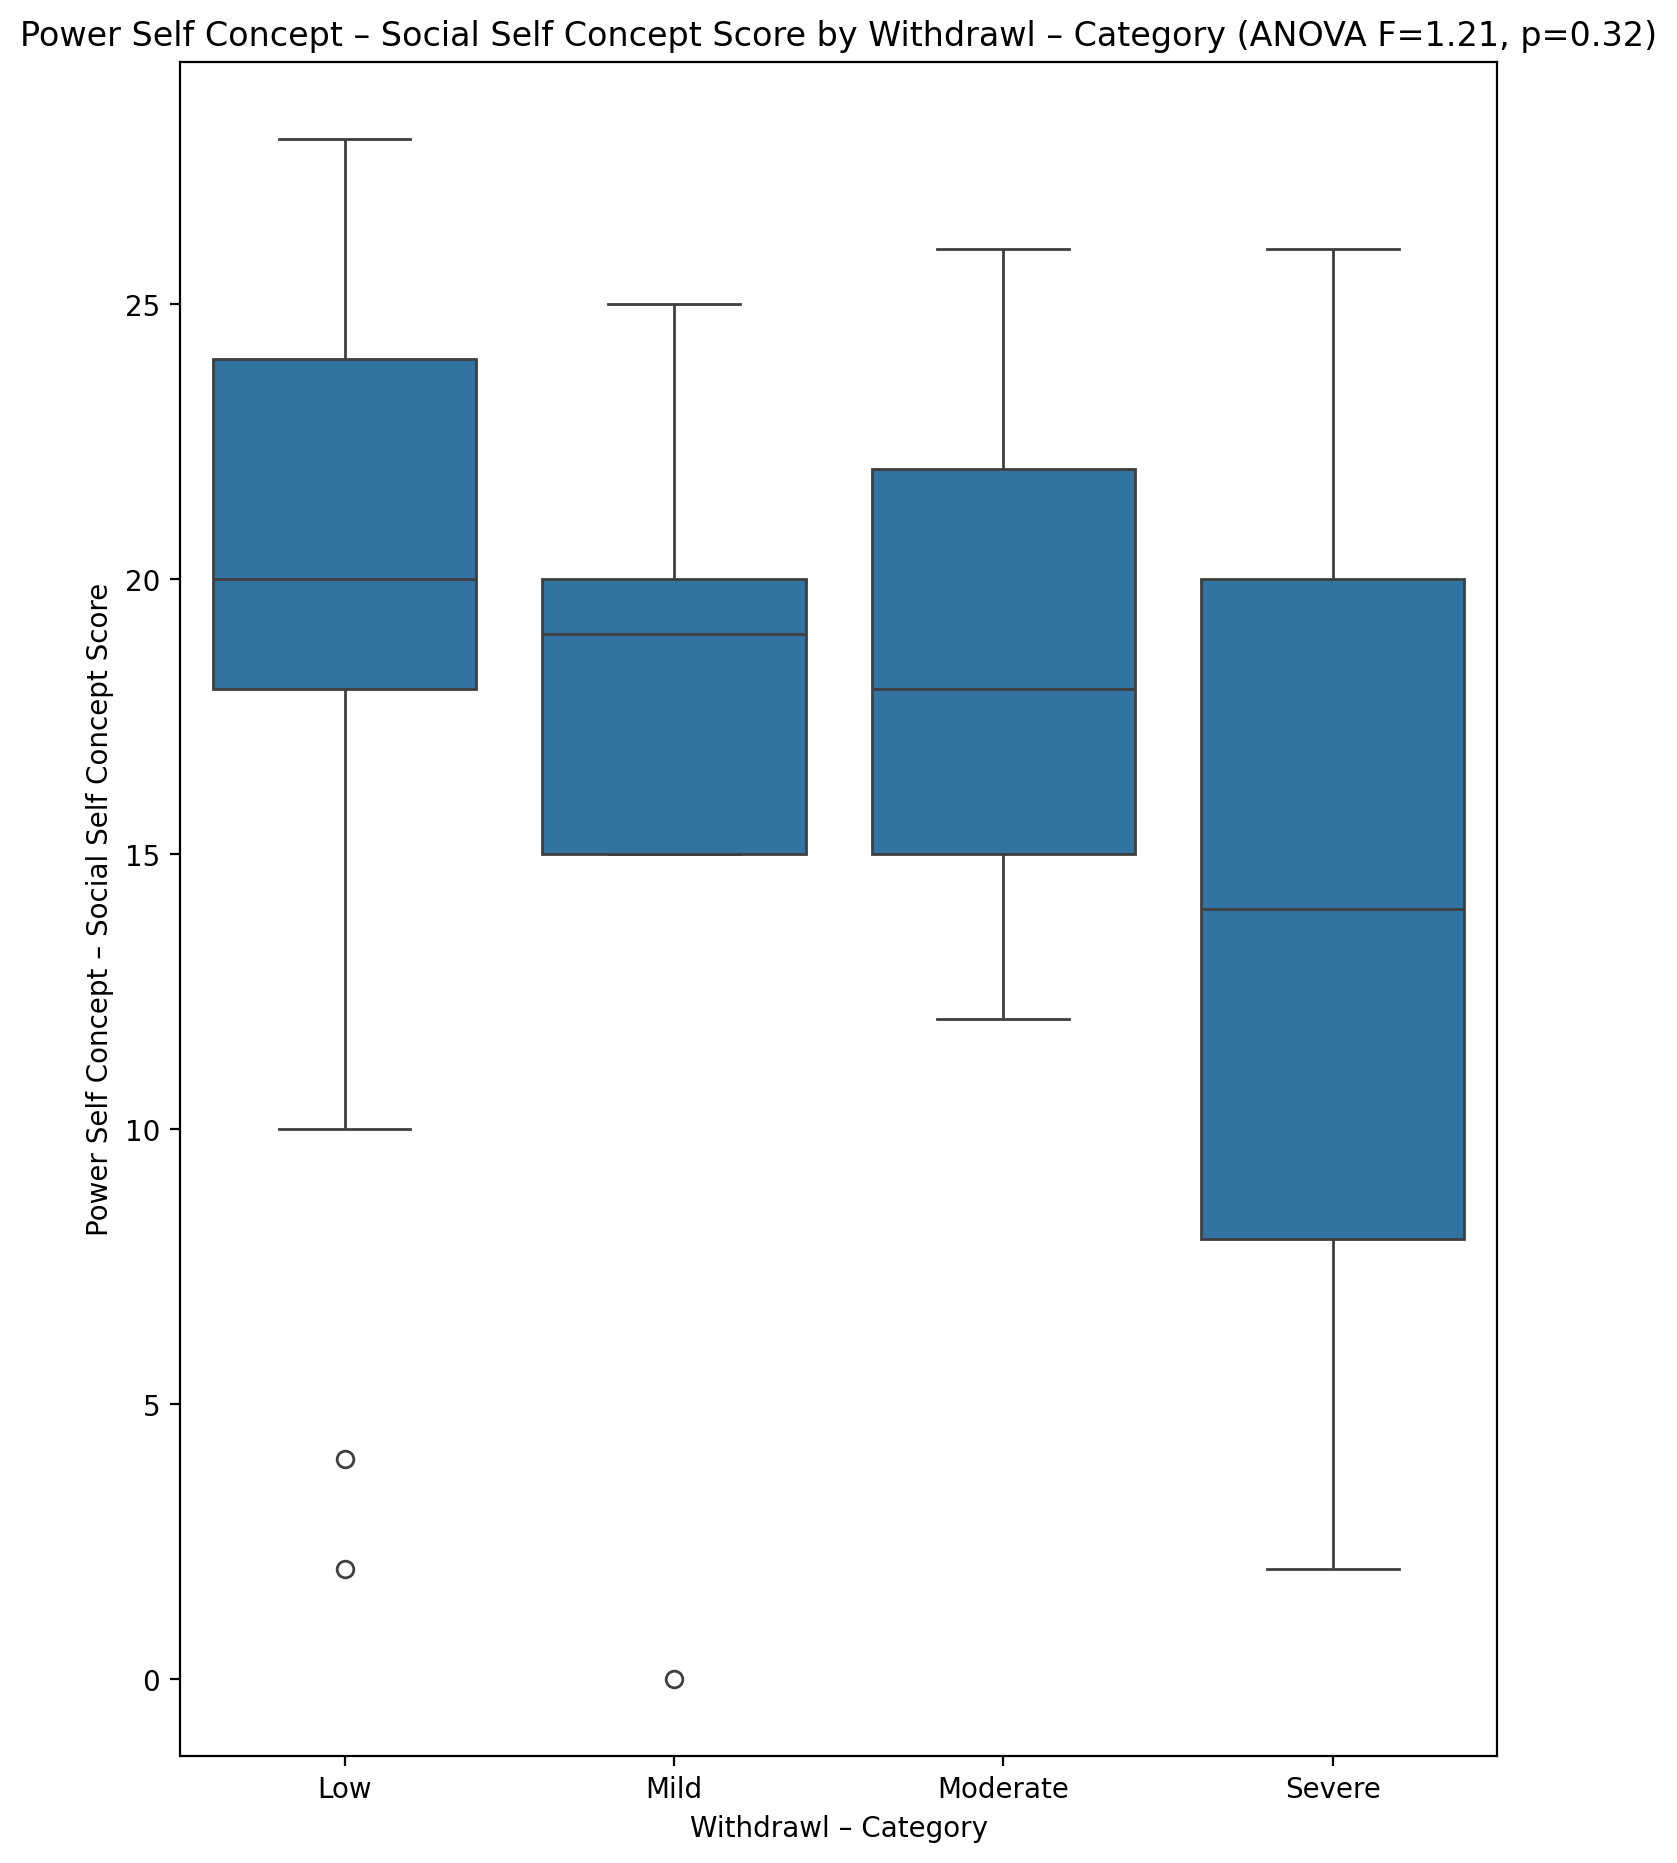 Power Self Concept – Social Self Concept Score by Withdrawl – Category (ANOVA F=1.21, p=0.32)
Power Self Concept – Social Self Concept Score
25
20
15
10
5
0
Low
Mild
Moderate
Severe
Withdrawl – Category